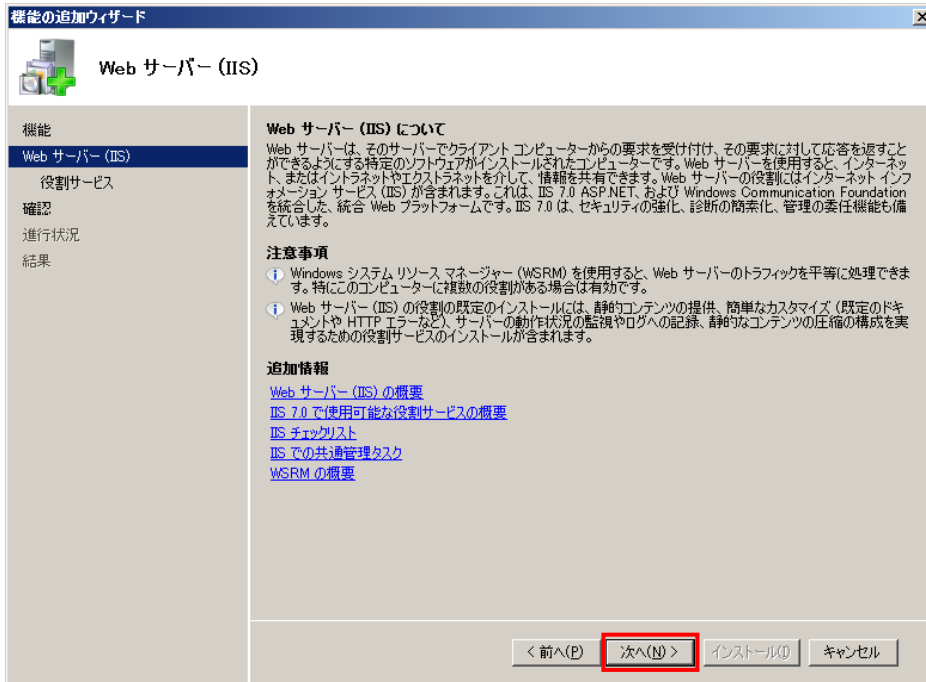 機能の追加ウィザード
Web サーバー (IIS)
機能
Web サーバー (IIS)
役割サービス
確認
進行状況
結果
Web サーバー (IIS) について
Web サーバーは、そのサーバーでクライアント コンピューターからの要求を受け付け、その要求に対して応答を返すこと
ができるようにする特定のソフトウェアがインストールされたコンピューターです。Web サーバーを使用すると、インターネッ
ト、またはイントラネットやエクストラネットを介して、情報を共有できます。Web サーバーの役割にはインターネット インフ
ォメーション サービス (IIS) が含まれます。これは、IIS 7.0 ASP.NET、および Windows Communication Foundation
を統合した、統合 Web プラットフォームです。IIS 7.0 は、セキュリティの強化、診断の簡素化、管理の委任機能も備
えています。
注意事項
Windows システム リソース マネージャー (WSRM) を使用すると、Web サーバーのトラフィックを平等に処理できま
す。特にこのコンピューターに複数の役割がある場合は有効です。
Web サーバー (IIS) の役割の既定のインストールには、静的コンテンツの提供、簡単なカスタマイズ (既定のドキ
ュメントや HTTP エラーなど)、サーバーの動作状況の監視やログへの記録、静的なコンテンツの圧縮の構成を実
現するための役割サービスのインストールが含まれます。
追加情報
Web サーバー (IIS) の概要
IIS 7.0 で使用可能な役割サービスの概要
IIS チェックリスト
IIS での共通管理タスク
WSRM の概要
< 前へ(P)
次へ(N) >
インストール(I)
キャンセル